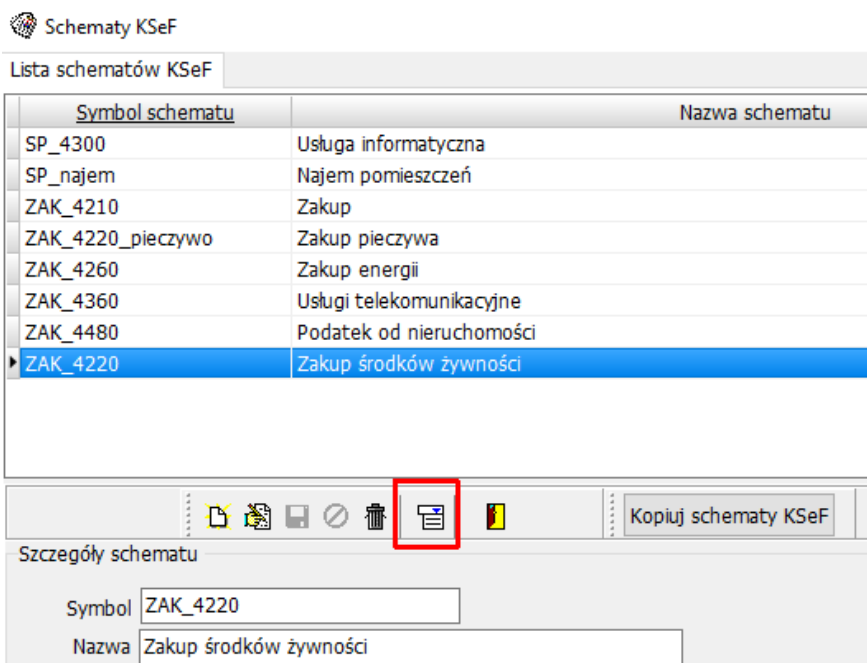 Schematy KSeF
Lista schematów KSeF
Symbol schematu Nazwa schematu
SP_4300 Usługa informatyczna
SP_najem Najem pomieszczeń
ZAK_4210 Zakup
ZAK_4220_pieczywo Zakup pieczywa
ZAK_4260 Zakup energii
ZAK_4360 Usługi telekomunikacyjne
ZAK_4480 Podatek od nieruchomości
ZAK_4220 Zakup środków żywności
Kopiuj schematy KSeF
Szczegóły schematu
Symbol ZAK_4220
Nazwa Zakup środków żywności